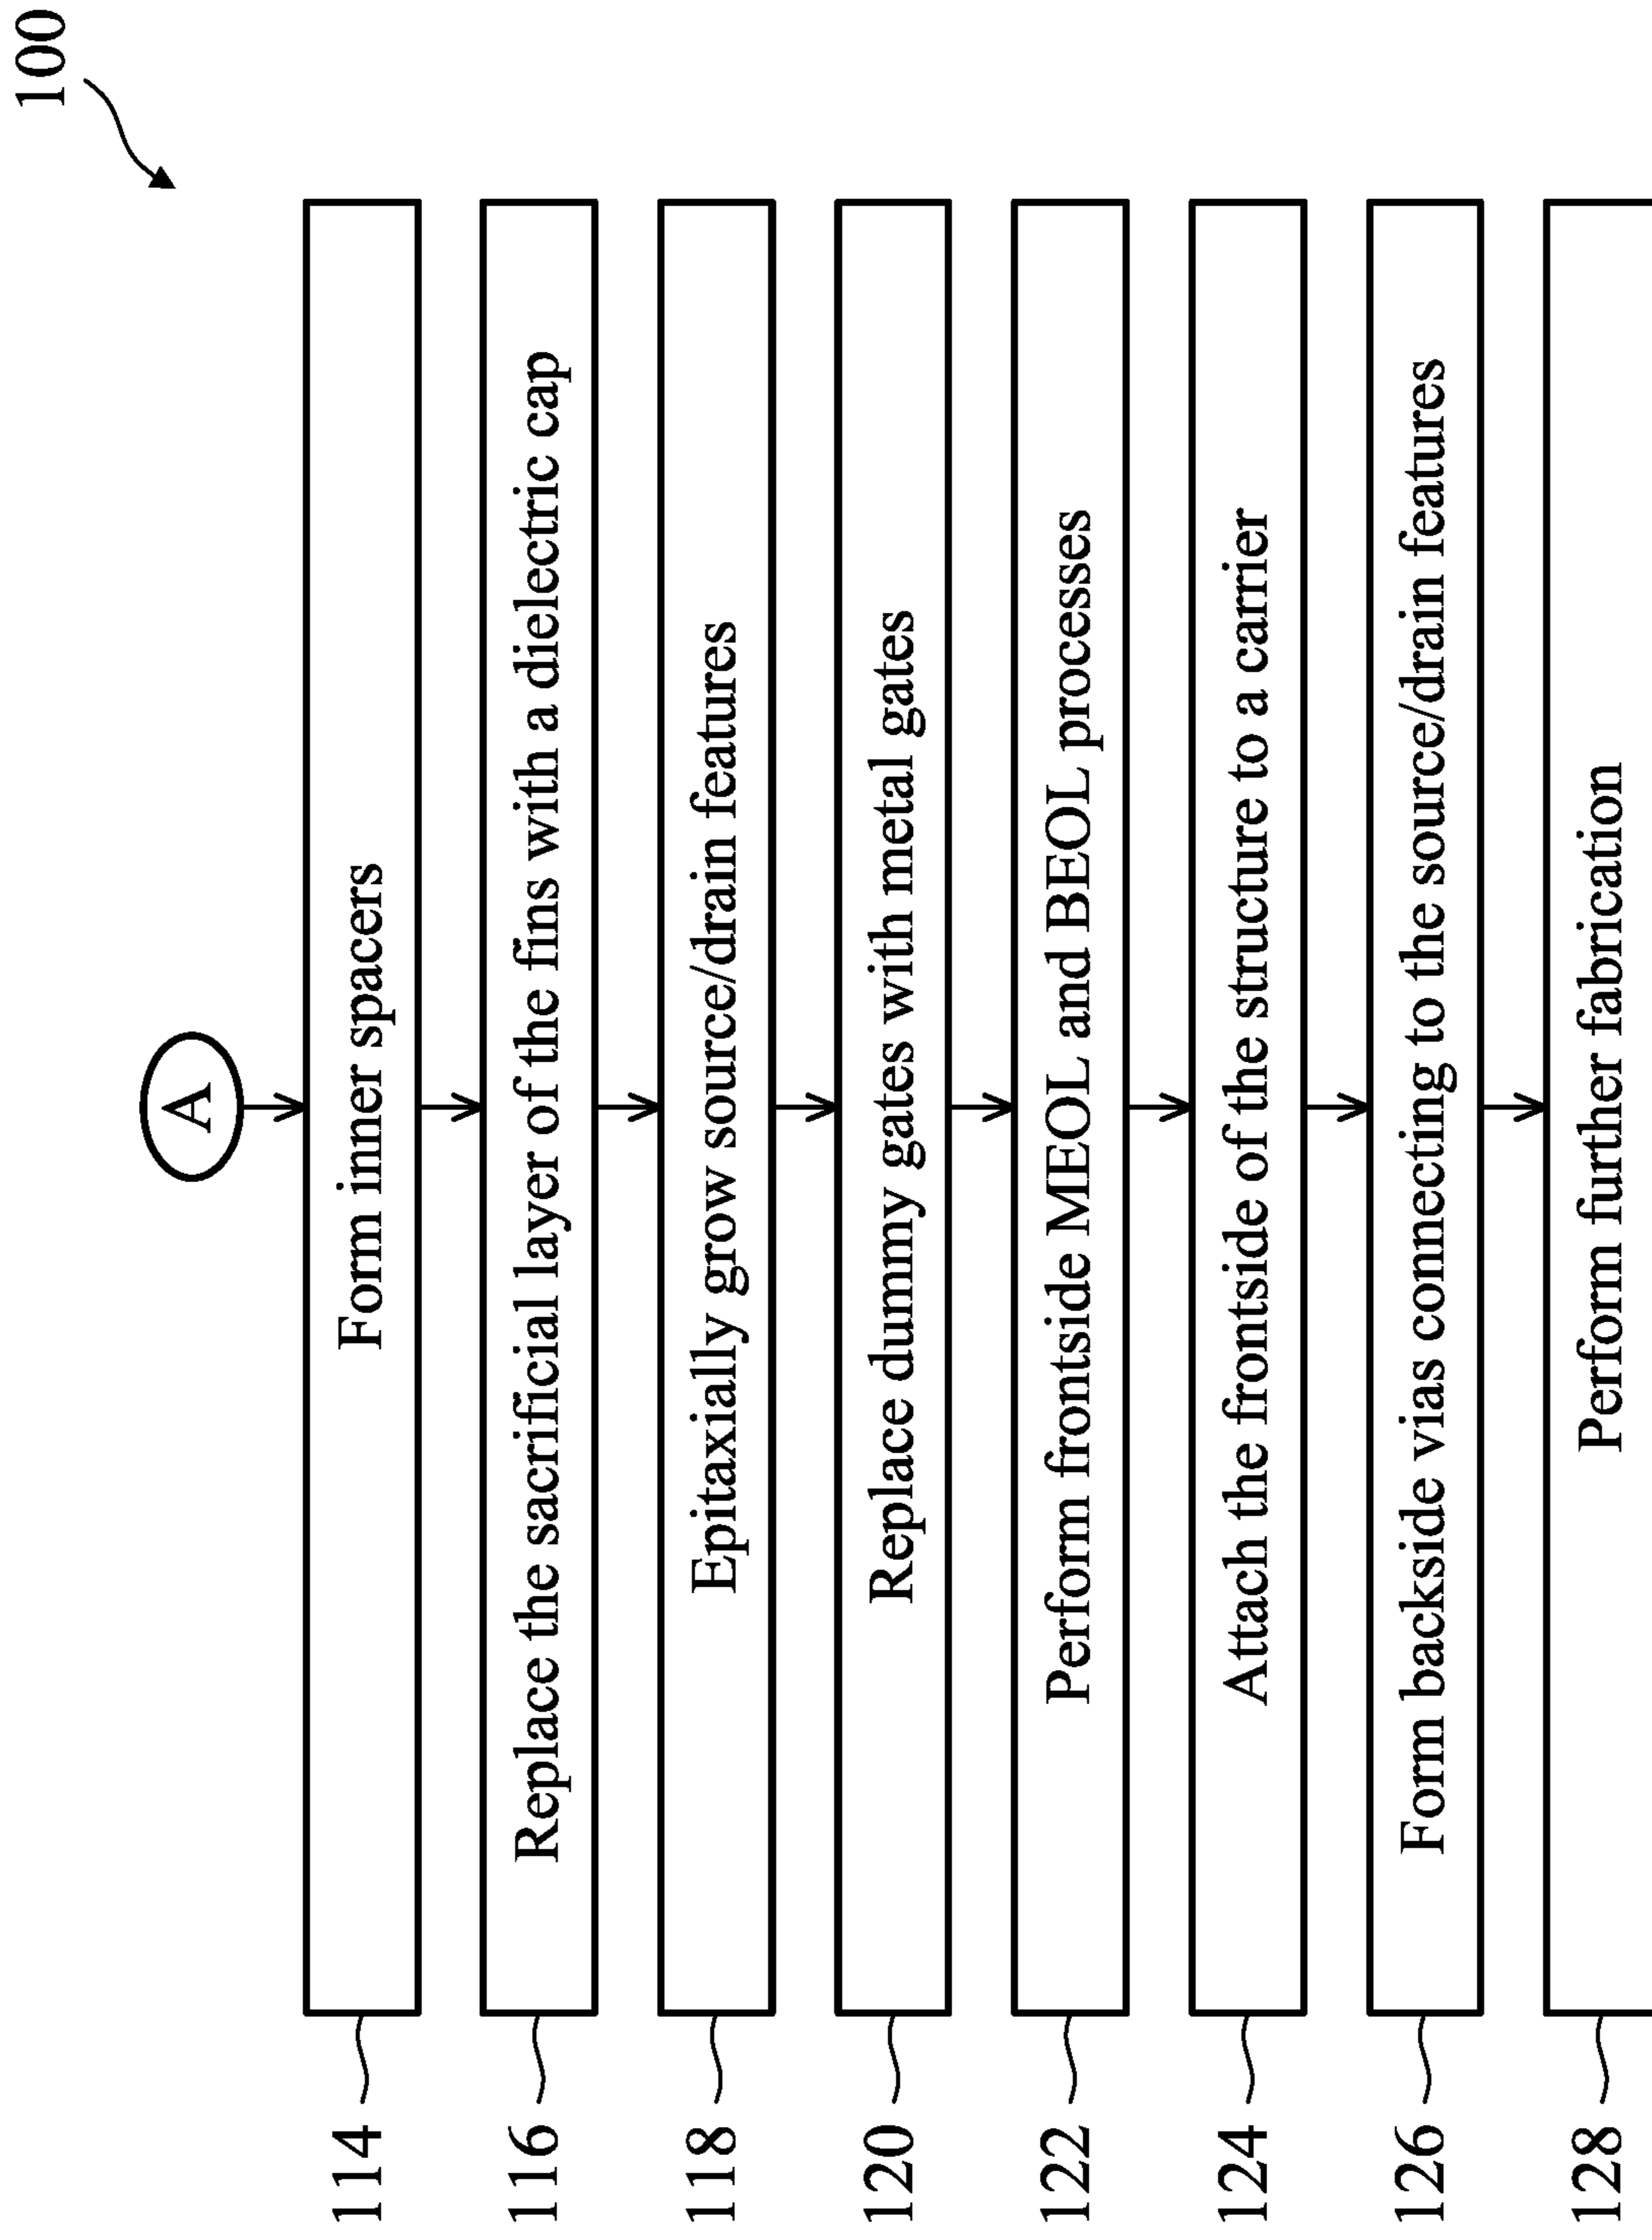 100
A
114
Form inner spacers
116
Replace the sacrificial layer of the fins with a dielectric cap
118
Epitaxially grow source/drain features
120
Replace dummy gates with metal gates
122
Perform frontside MEOL and BEOL processes
124
Attach the frontside of the structure to a carrier
126
Form backside vias connecting to the source/drain features
128
Perform further fabrication